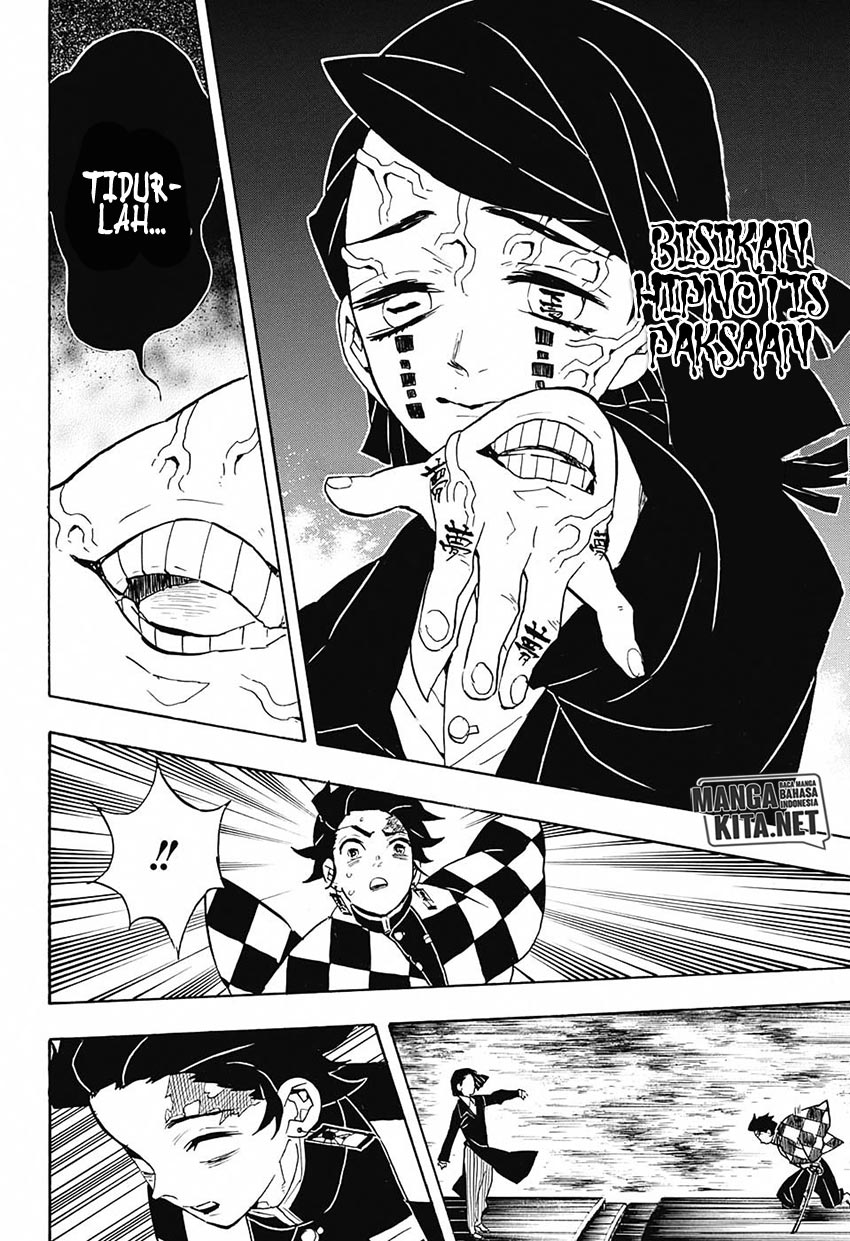 BISIKAN
HIPNOTIS
PAKSAAN
TIDUR-
LAH...
MANGA
KITA.NET
BACA MANGA
BAHASA
INDONESIA
!!